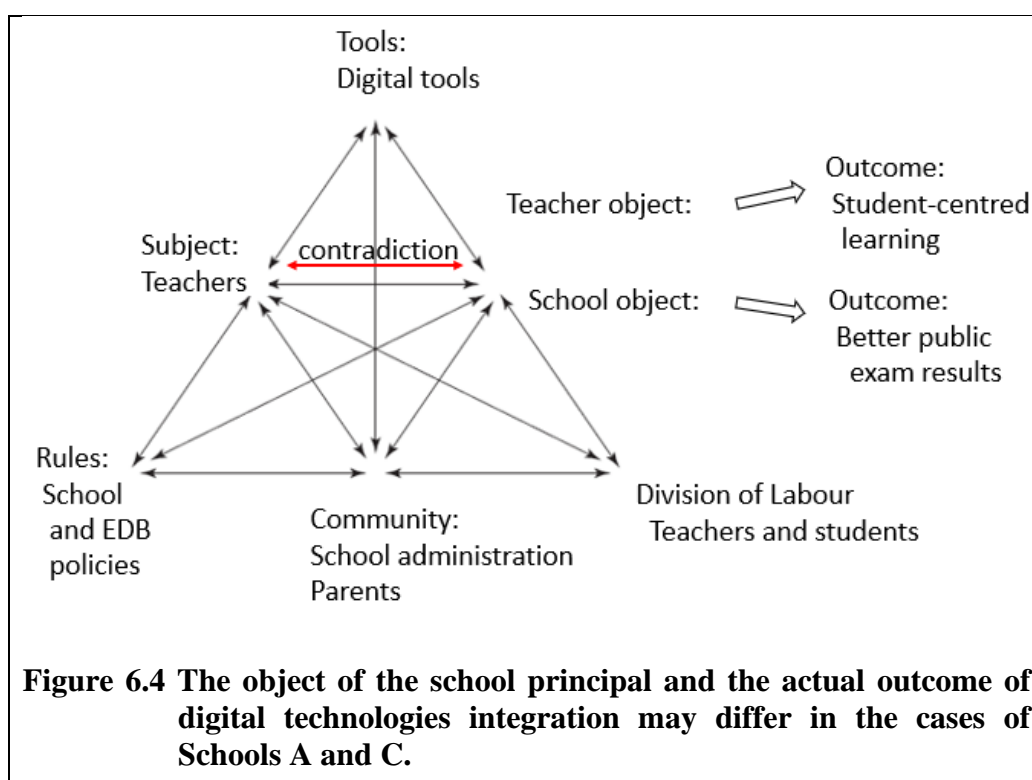 Tools:
Digital tools
Teacher object:
Outcome:
Student-centred
learning
Subject:
Teachers
contradiction
School object:
Outcome:
Better public
exam results
Rules:
School
and EDB
policies
Community:
School administration
Parents
Division of Labour
Teachers and students
Figure 6.4 The object of the school principal and the actual outcome of
digital technologies integration may differ in the cases of
Schools A and C.